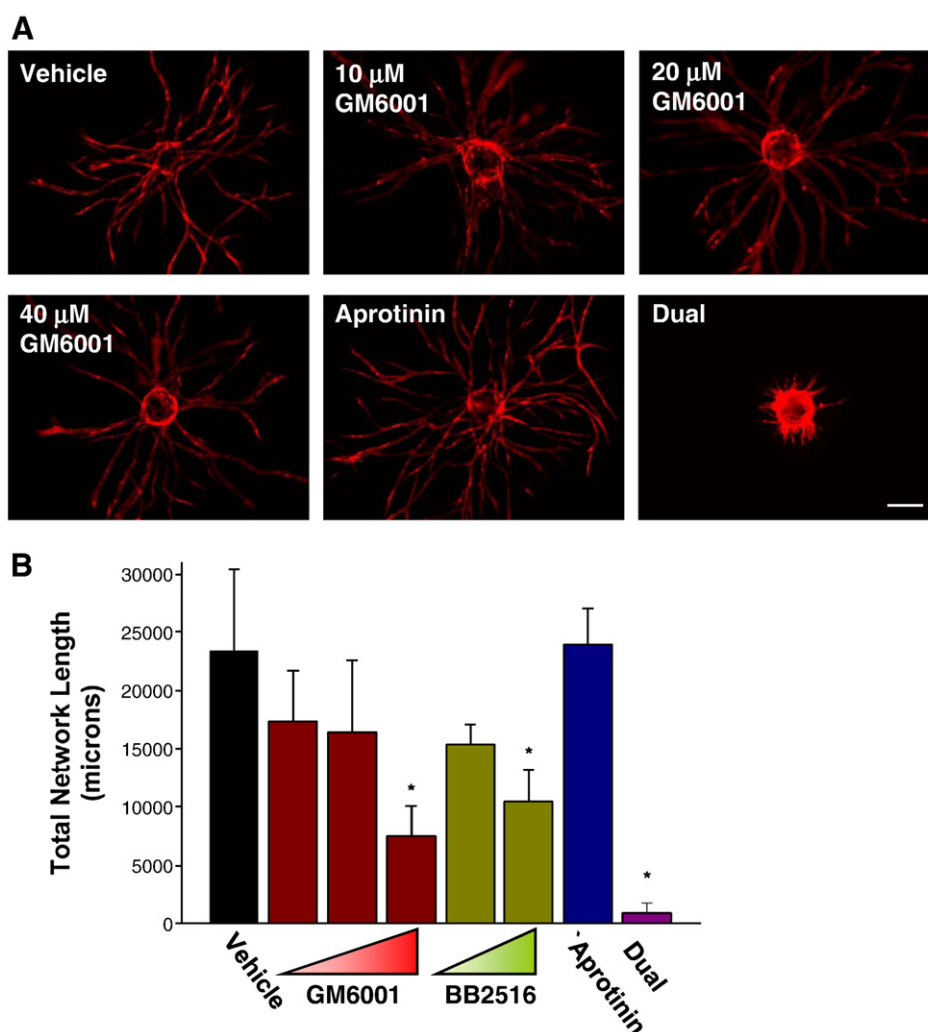 A
Vehicle
10 μM
GM6001
20 μM
GM6001
40 μM
GM6001
Aprotinin
Dual
B
Total Network Length
(microns)
30000
25000
20000
15000
10000
5000
0
*
*
*
Vehicle
GM6001
BB2516
`Aprotinin
Dual